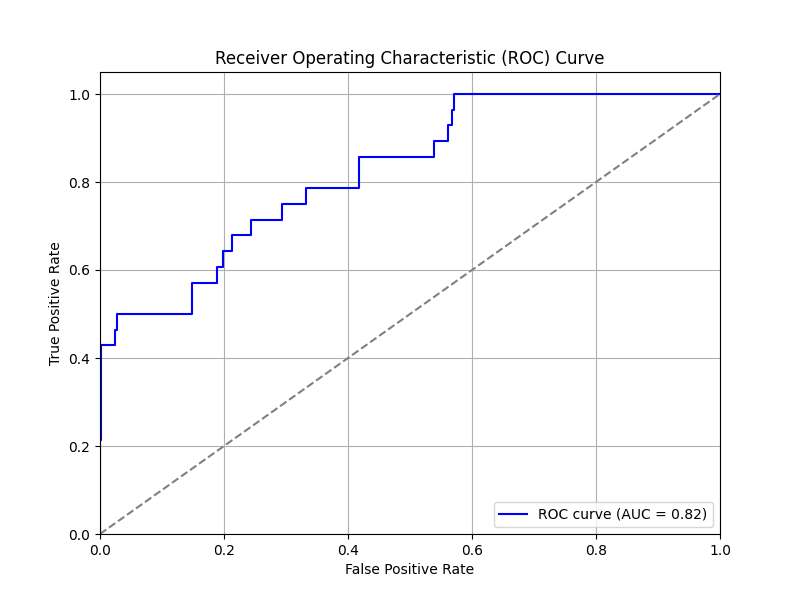 Receiver Operating Characteristic (ROC) Curve
True Positive Rate
1.0
0.8
0.6
0.4
0.2
0.0
0.0 0.2 0.4 0.6 0.8 1.0
False Positive Rate
ROC curve (AUC = 0.82)